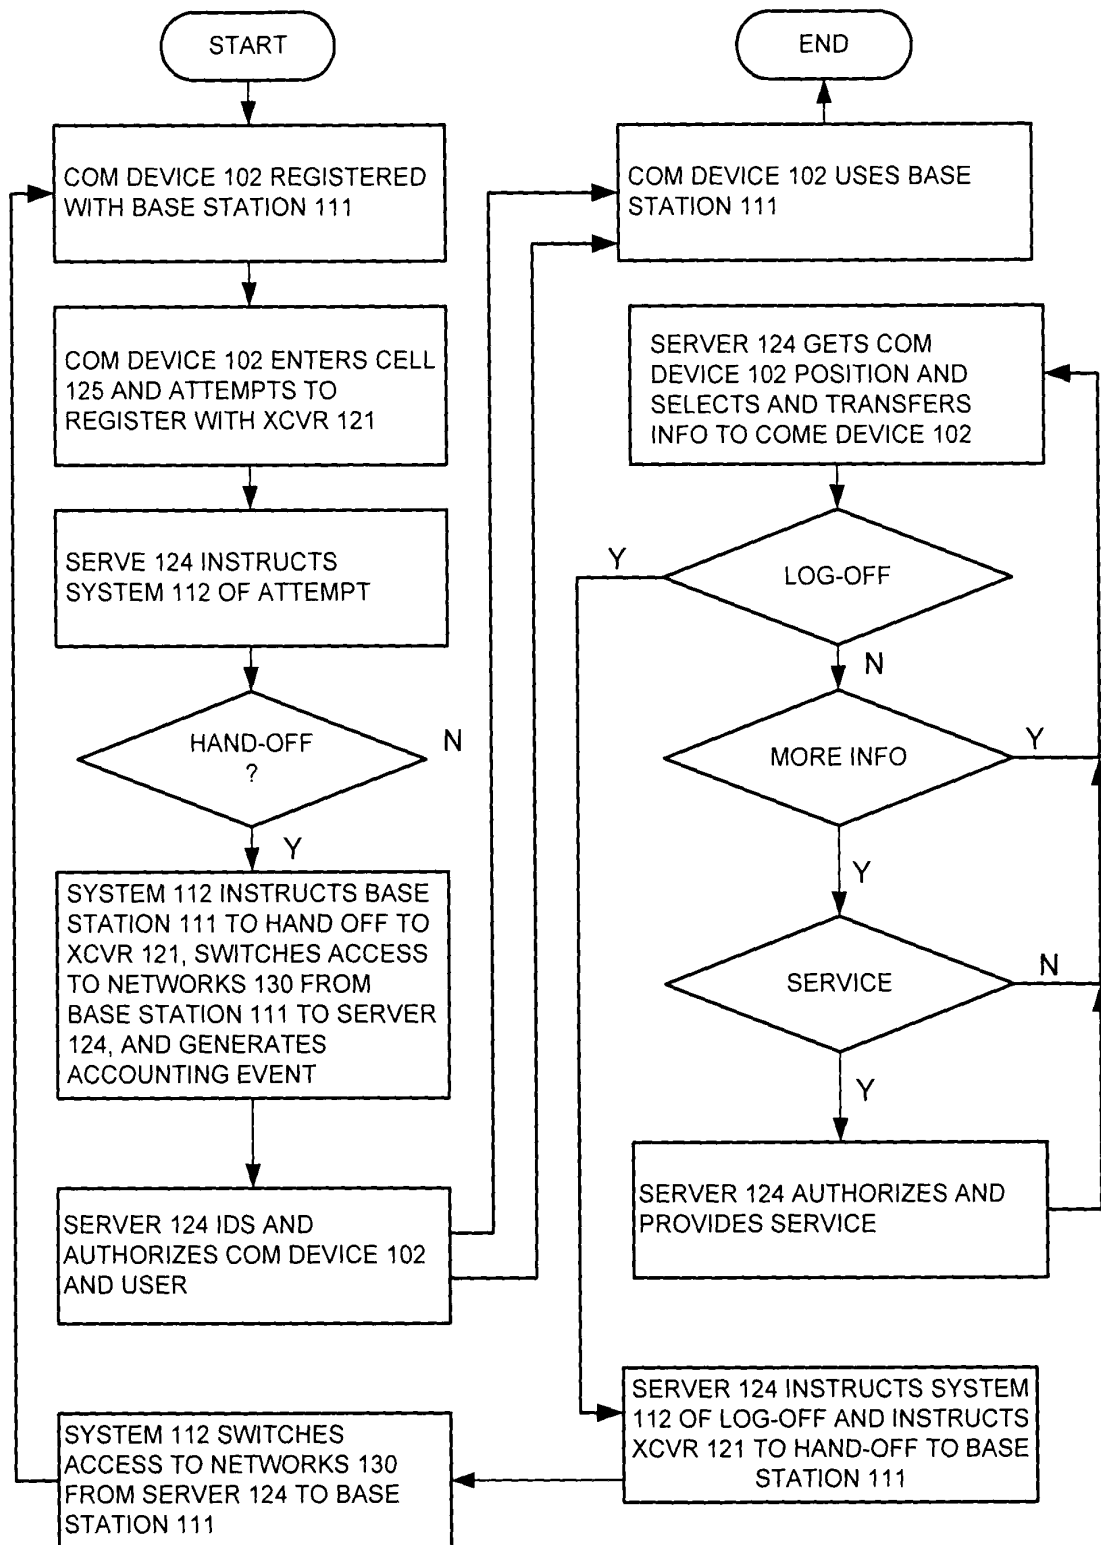 START
COM DEVICE 102 REGISTERED
WITH BASE STATION 111
COM DEVICE 102 ENTERS CELL
125 AND ATTEMPTS TO
REGISTER WITH XCVR 121
SERVE 124 INSTRUCTS
SYSTEM 112 OF ATTEMPT
HAND-OFF
?
N
Y
SYSTEM 112 INSTRUCTS BASE
STATION 111 TO HAND OFF TO
XCVR 121, SWITCHES ACCESS
TO NETWORKS 130 FROM
BASE STATION 111 TO SERVER
124, AND GENERATES
ACCOUNTING EVENT
SERVER 124 IDS AND
AUTHORIZES COM DEVICE 102
AND USER
SYSTEM 112 SWITCHES
ACCESS TO NETWORKS 130
FROM SERVER 124 TO BASE
STATION 111
END
COM DEVICE 102 USES BASE
STATION 111
SERVER 124 GETS COM
DEVICE 102 POSITION AND
SELECTS AND TRANSFERS
INFO TO COME DEVICE 102
Y
LOG-OFF
N
MORE INFO
Y
Y
SERVICE
N
Y
SERVER 124 AUTHORIZES AND
PROVIDES SERVICE
SERVER 124 INSTRUCTS SYSTEM
112 OF LOG-OFF AND INSTRUCTS
XCVR 121 TO HAND-OFF TO BASE
STATION 111